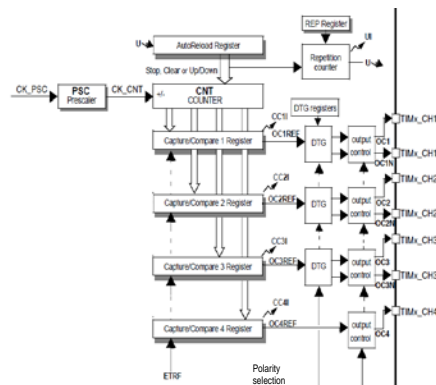 REP Register
UI
U
AutoReload Register
Repetition
counter
U
Stop, Clear or Up/Down
CK_PSC
PSC
Prescaler
CK_CNT
+/-
CNT
COUNTER
DTG registers
CC1I
TIMx_CH1
Capture/Compare 1 Register
OC1REF
DTG
output
control
OC1
OC1N
TIMx_CH1
CC2I
TIMx_CH2
Capture/Compare 2 Register
OC2REF
DTG
output
control
OC2
OC2N
TIMx_CH2
CC3I
TIMx_CH3
Capture/Compare 3 Register
OC3REF
DTG
output
control
OC3
OC3N
TIMx_CH3
CC4I
TIMx_CH4
Capture/Compare 4 Register
OC4REF
output
control
OC4
ETRF
Polarity
selection